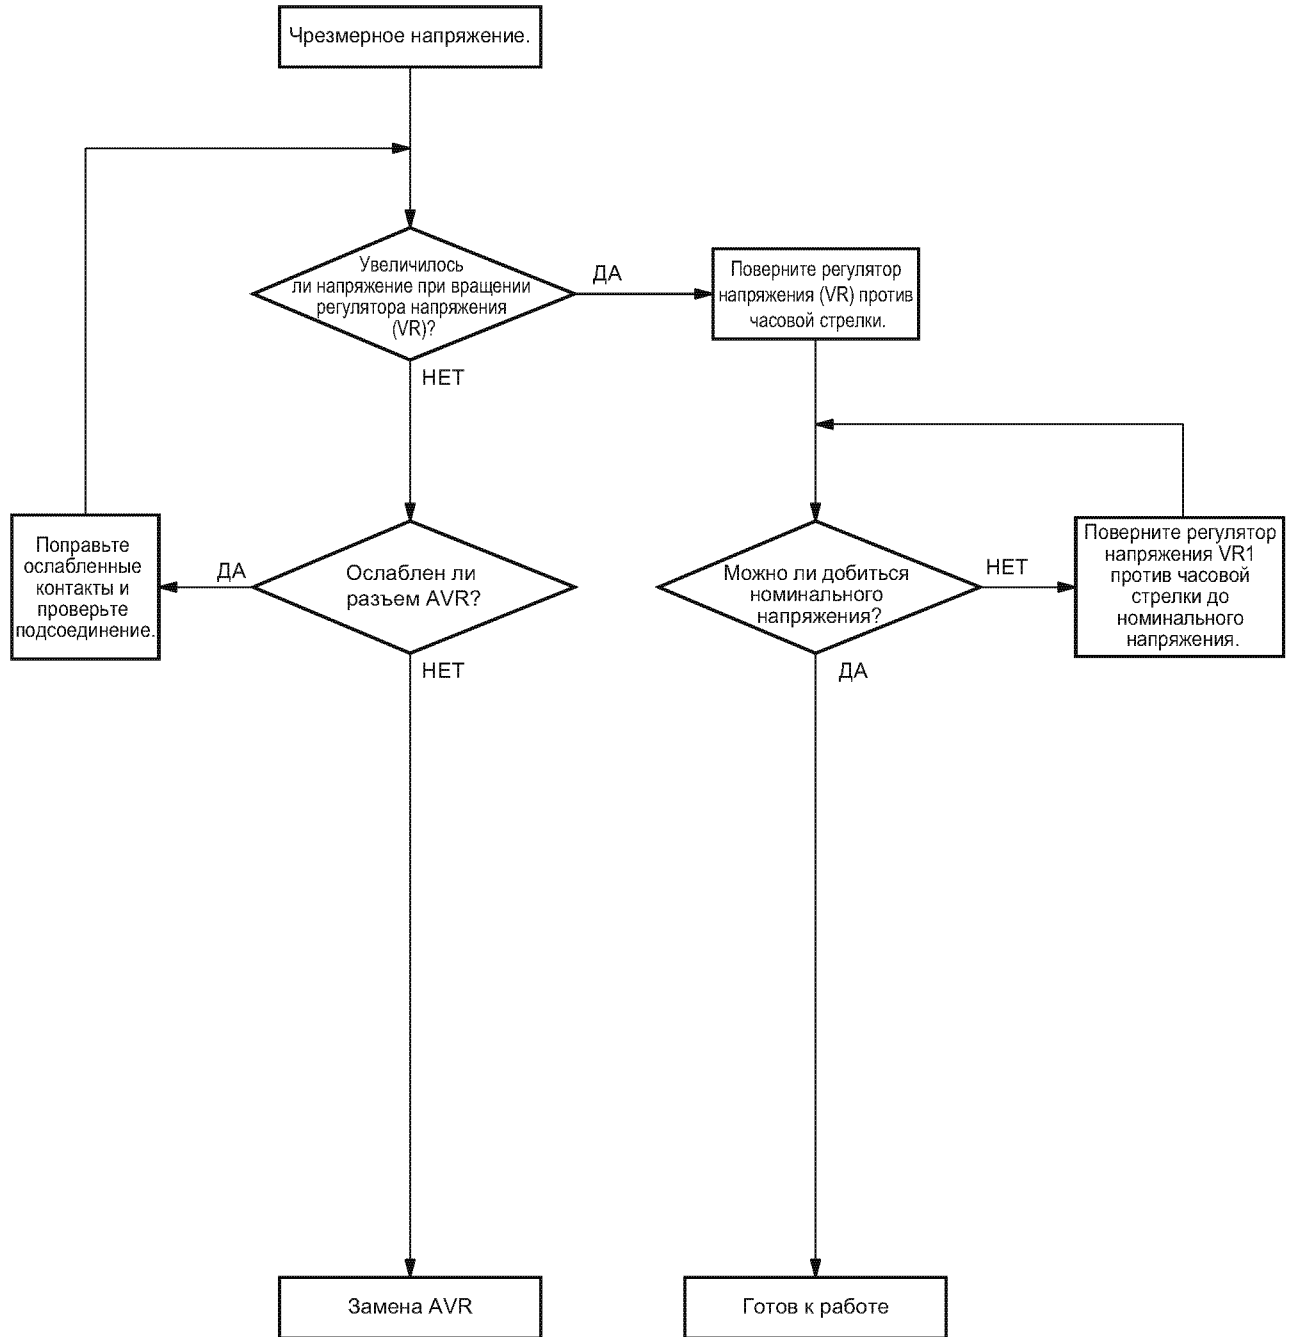 Чрезмерное напряжение.
Увеличилось
ли напряжение при вращении
регулятора напряжения
(VR)?
ДА
Поверните регулятор
напряжения (VR) против
часовой стрелки.
НЕТ
Поправьте
ослабленные
контакты и
проверьте
подсоединение.
ДА
Ослаблен ли
разъем AVR?
НЕТ
Можно ли добиться
номинального
напряжения?
НЕТ
Поверните регулятор
напряжения VR1
против часовой
стрелки до
номинального
напряжения.
ДА
Замена AVR
Готов к работе